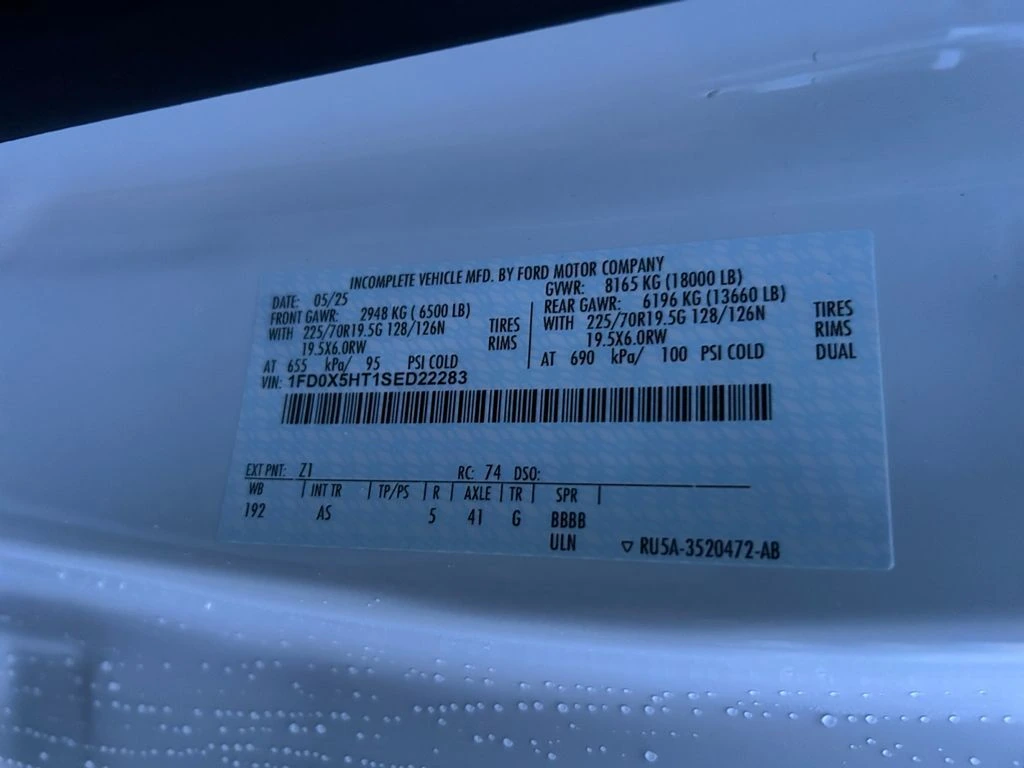 INCOMPLETE VEHICLE MFD. BY FORD MOTOR COMPANY
DATE: 05/25 GVWR: 8165 KG (18000 LB)
FRONT GAWR: 2948 KG ( 6500 LB) REAR GAWR: 6196 KG (13660 LB)
WITH 225/70R19.5G 128/126N TIRES WITH 225/70R19.5G 128/126N TIRES
19.5X6.0RW RIMS 19.5X6.0RW RIMS
AT 655 kPa/ 95 PSI COLD AT 690 kPa/ 100 PSI COLD DUAL
VIN: 1FD0X5HT1SED22283
EXT PNT: Z1 RC: 74 DSO:
WB INT TR TP/PS R AXLE TR SPR
192 AS 5 41 G BBBB
ULN RU5A-3520472-AB